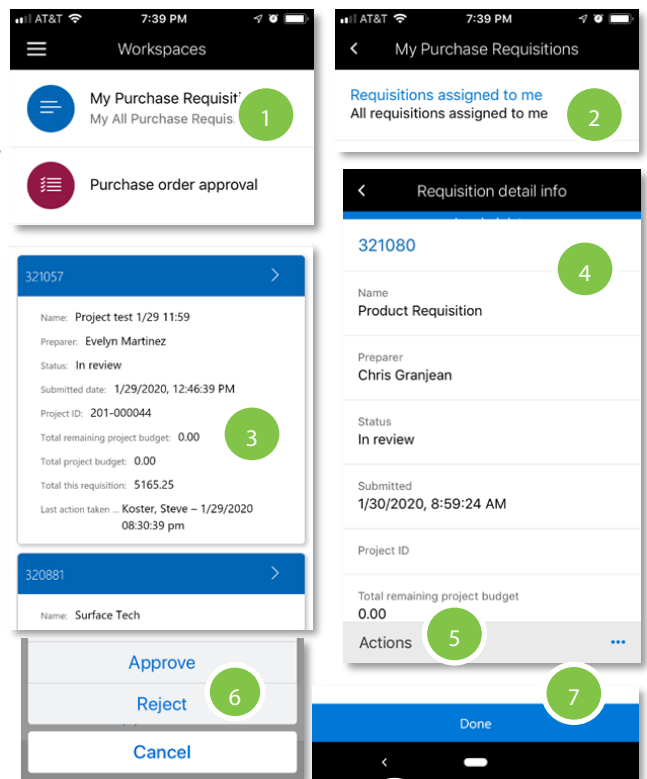 AT&T 7:39 PM
Workspaces
My Purchase Requisit
My All Purchase Requis.
1
Purchase order approval
AT&T 7:39 PM
My Purchase Requisitions
Requisitions assigned to me
All requisitions assigned to me
2
321057
Name: Project test 1/29 11:59
Preparer: Evelyn Martinez
Status: In review
Submitted date: 1/29/2020, 12:46:39 PM
Project ID: 201-000044
Total remaining project budget: 0.00
3
Total project budget: 0.00
Total this requisition: 5165.25
Last action taken ... Koster, Steve – 1/29/2020
08:30:39 pm
320881
Name: Surface Tech
Requisition detail info
321080
4
Name
Product Requisition
Preparer
Chris Granjean
Status
In review
Submitted
1/30/2020, 8:59:24 AM
Project ID
Total remaining project budget
0.00
Actions
5
Approve
Reject
6
Cancel
7
Done